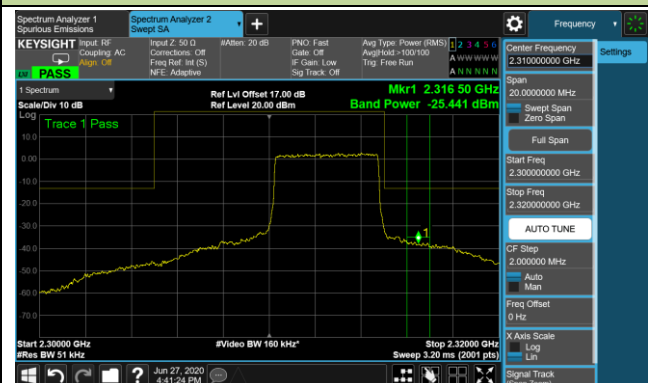 Spectrum Analyzer 1
Spurious Emissions
Spectrum Analyzer 2
Swept SA
Frequency
KEYSIGHT
Input: RF
Coupling: AC
Align: Off
Input Z: 50 Ω
Corrections: Off
Freq Ref: Int (S)
NFE: Adaptive
#Atten: 20 dB
PNO: Fast
Gate: Off
IF Gain: Low
Sig Track: Off
Avg Type: Power (RMS)
Avg|Hold:>100/100
Trig: Free Run
1 2 3 4 5 6
A W W W W W
A N N N N N
PASS
1 Spectrum
Scale/Div 10 dB
Log
Ref Lvl Offset 17.00 dB
Ref Level 20.00 dBm
Mkr1 2.316 50 GHz
Band Power -25.441 dBm
Trace 1 Pass
10.0
0.00
-10.0
-20.0
-30.0
-40.0
-50.0
-60.0
-70.0
1
Start 2.30000 GHz
#Res BW 51 kHz
#Video BW 160 kHz*
Stop 2.32000 GHz
Sweep 3.20 ms (2001 pts)
Jun 27, 2020
4:41:24 PM
Center Frequency
2.310000000 GHz
Settings
Span
20.0000000 MHz
Swept Span
Zero Span
Full Span
Start Freq
2.300000000 GHz
Stop Freq
2.320000000 GHz
AUTO TUNE
CF Step
2.000000 MHz
Auto
Man
Freq Offset
0 Hz
X Axis Scale
Log
Lin
Signal Track